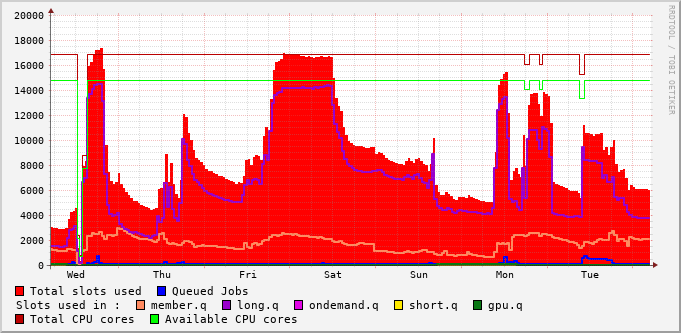 20000
18000
16000
14000
12000
10000
8000
6000
4000
2000
0
Wed Thu Fri Sat Sun Mon Tue
Total slots used Queued Jobs
Slots used in : member.q long.q ondemand.q short.q gpu.q
Total CPU cores Available CPU cores
RRDTOOL / TOBI OETIKER